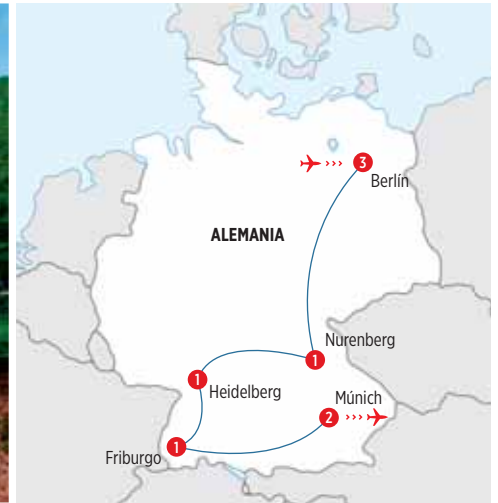 3
Berlín
ALEMANIA
Nurenberg
1
1
Heidelberg
Múnich
2
1
Friburgo